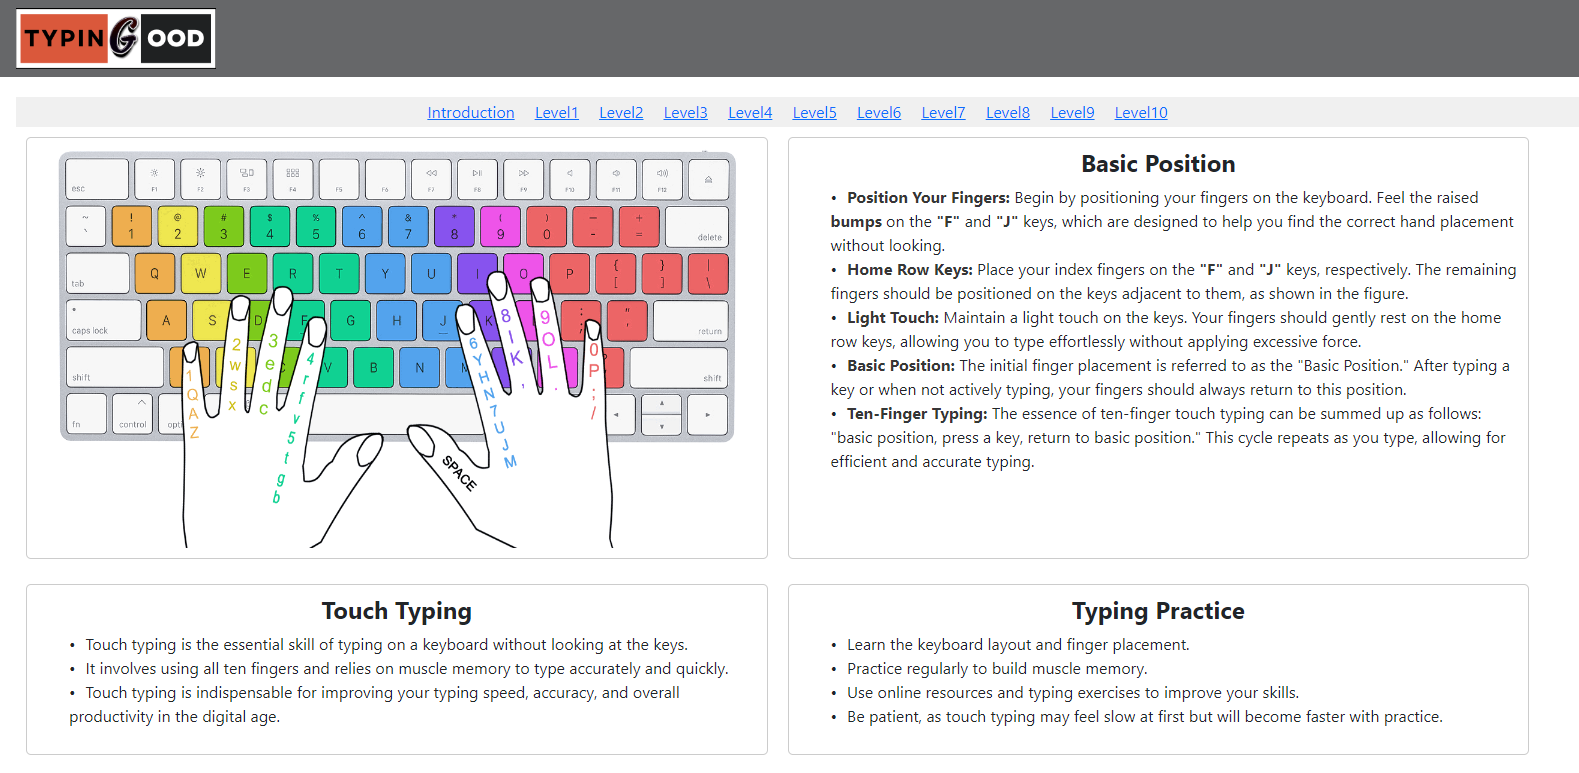 TYPIN G OOD
Introduction Level1 Level2 Level3 Level4 Level5 Level6 Level7 Level8 Level9 Level10
esc F1 F2 F3 F4 F5 F6 F7 F8 F9 F10 F11 F12
~ ! @ # $ % ^ & * ( ) – +
` 1 2 3 4 5 6 7 8 9 0 - = delete
tab Q W E R T Y U I O P { [ } ] | \
caps lock A S D F G H J K : ; " ' return
shift C V B N M ? shift
fn control opti
1 Q A Z
2 w s x
3 e d c
4 r f v 5 t g b
6 Y H N 7 U J M
8 I K ,
9 O L .
0 P ; /
SPACE
Basic Position
• Position Your Fingers: Begin by positioning your fingers on the keyboard. Feel the raised
bumps on the "F" and "J" keys, which are designed to help you find the correct hand placement
without looking.
• Home Row Keys: Place your index fingers on the "F" and "J" keys, respectively. The remaining
fingers should be positioned on the keys adjacent to them, as shown in the figure.
• Light Touch: Maintain a light touch on the keys. Your fingers should gently rest on the home
row keys, allowing you to type effortlessly without applying excessive force.
• Basic Position: The initial finger placement is referred to as the "Basic Position." After typing a
key or when not actively typing, your fingers should always return to this position.
• Ten-Finger Typing: The essence of ten-finger touch typing can be summed up as follows:
"basic position, press a key, return to basic position." This cycle repeats as you type, allowing for
efficient and accurate typing.
Touch Typing
• Touch typing is the essential skill of typing on a keyboard without looking at the keys.
• It involves using all ten fingers and relies on muscle memory to type accurately and quickly.
• Touch typing is indispensable for improving your typing speed, accuracy, and overall
productivity in the digital age.
Typing Practice
• Learn the keyboard layout and finger placement.
• Practice regularly to build muscle memory.
• Use online resources and typing exercises to improve your skills.
• Be patient, as touch typing may feel slow at first but will become faster with practice.